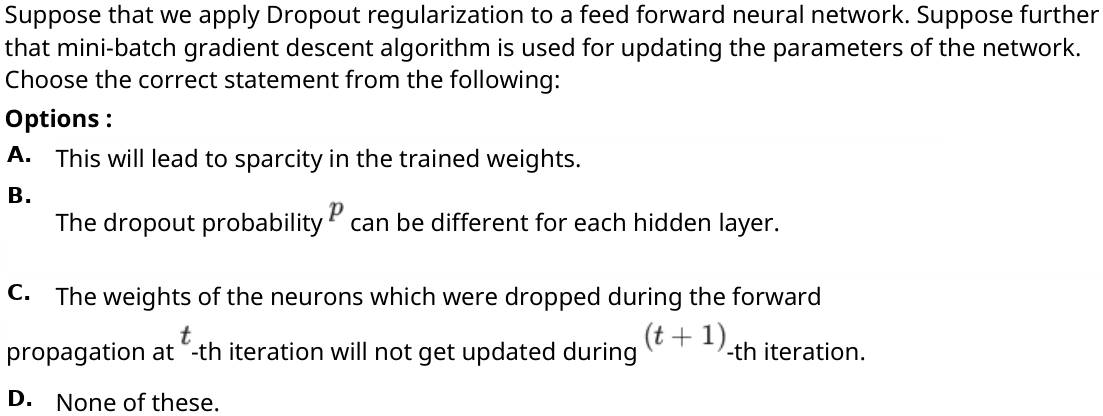 Suppose that we apply Dropout regularization to a feed forward neural network. Suppose further
that mini-batch gradient descent algorithm is used for updating the parameters of the network.
Choose the correct statement from the following:
Options :
A. This will lead to sparcity in the trained weights.
B.
The dropout probability p can be different for each hidden layer.
C. The weights of the neurons which were dropped during the forward
propagation at t-th iteration will not get updated during (t + 1)-th iteration.
D. None of these.